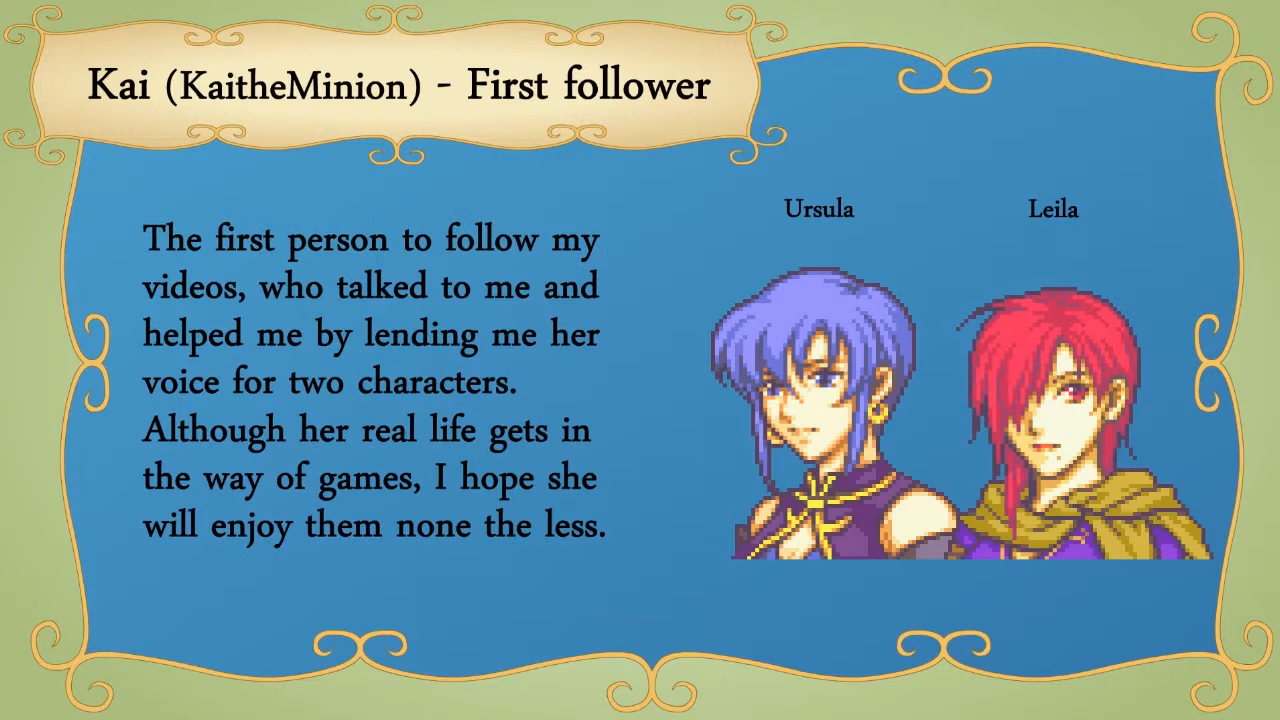 Kai (KaitheMinion) - First follower
Ursula
Leila
The first person to follow my
videos, who talked to me and
helped me by lending me her
voice for two characters.
Although her real life gets in
the way of games, I hope she
will enjoy them none the less.